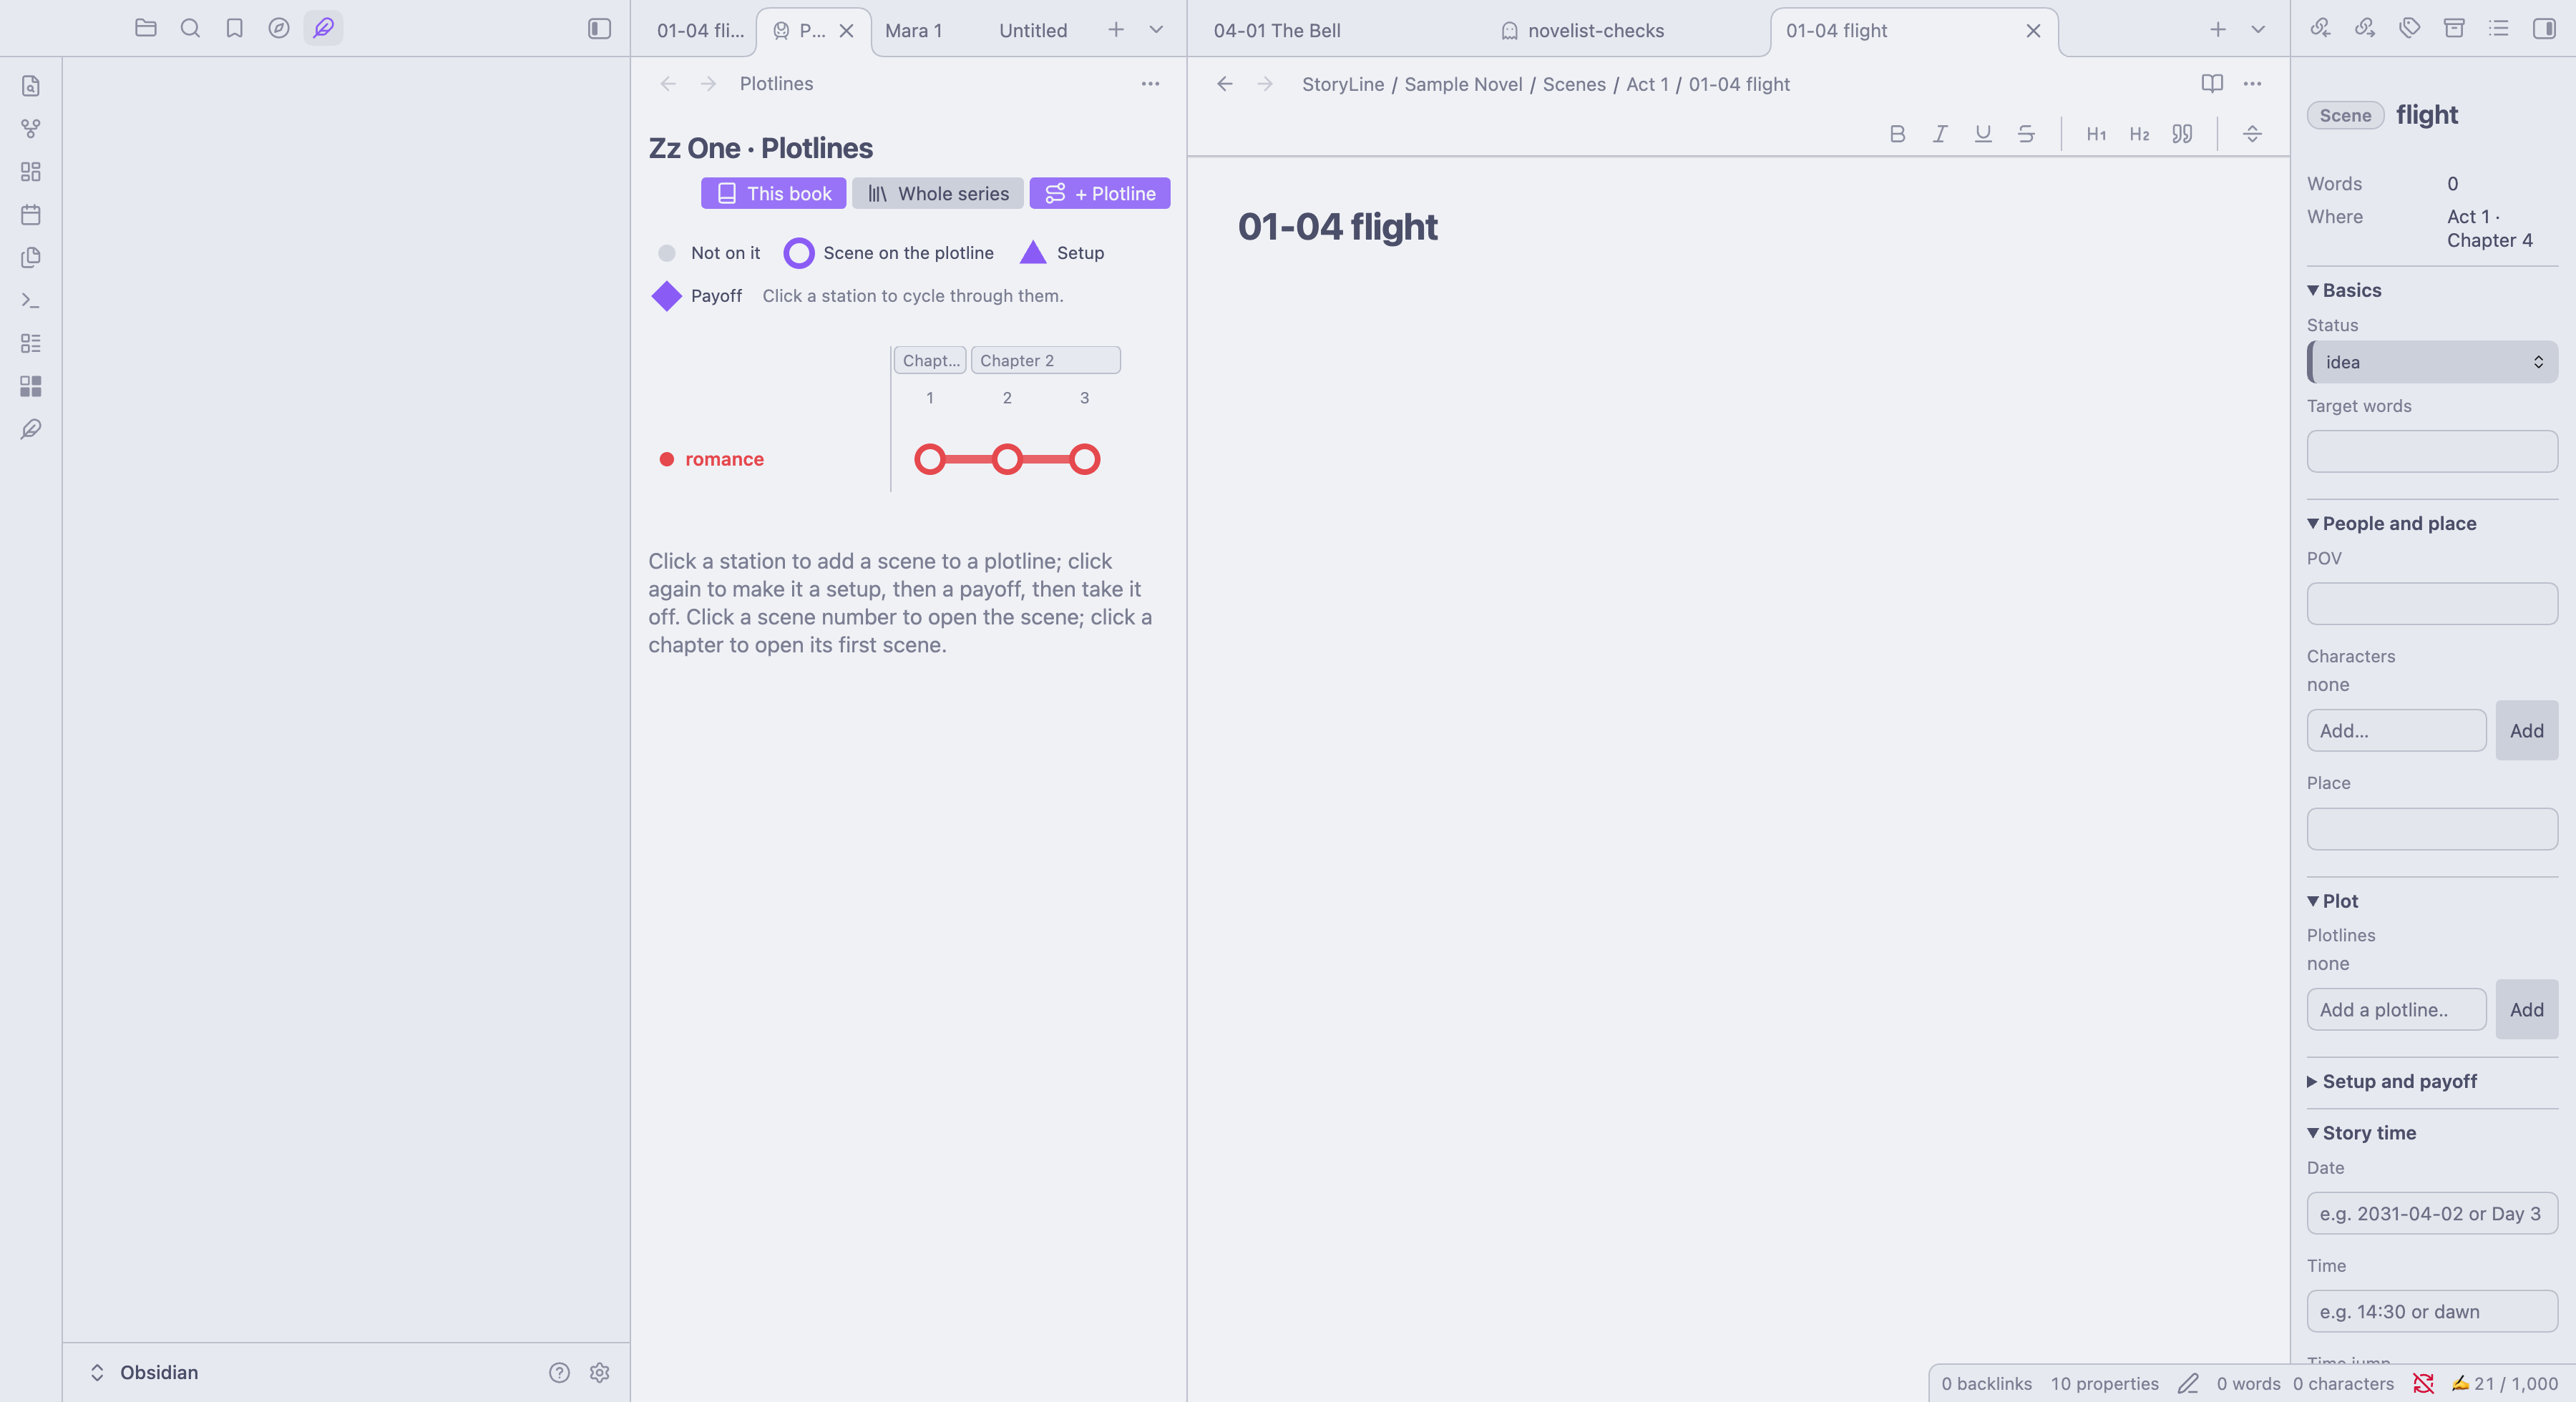 01-04 fli...
P...
Mara 1
Untitled
04-01 The Bell
novelist-checks
01-04 flight
Plotlines
Zz One · Plotlines
This book
Whole series
+ Plotline
Not on it
Scene on the plotline
Setup
Payoff
Click a station to cycle through them.
Chapt...
Chapter 2
1
2
3
romance
Click a station to add a scene to a plotline; click
again to make it a setup, then a payoff, then take it
off. Click a scene number to open the scene; click a
chapter to open its first scene.
Obsidian
StoryLine / Sample Novel / Scenes / Act 1 / 01-04 flight
H1
H2
01-04 flight
Scene
flight
Words
0
Where
Act 1 ·
Chapter 4
Basics
Status
idea
Target words
People and place
POV
Characters
none
Add...
Add
Place
Plot
Plotlines
none
Add a plotline..
Add
Setup and payoff
Story time
Date
e.g. 2031-04-02 or Day 3
Time
e.g. 14:30 or dawn
Time jump
0 backlinks
10 properties
0 words
0 characters
✍️ 21 / 1,000